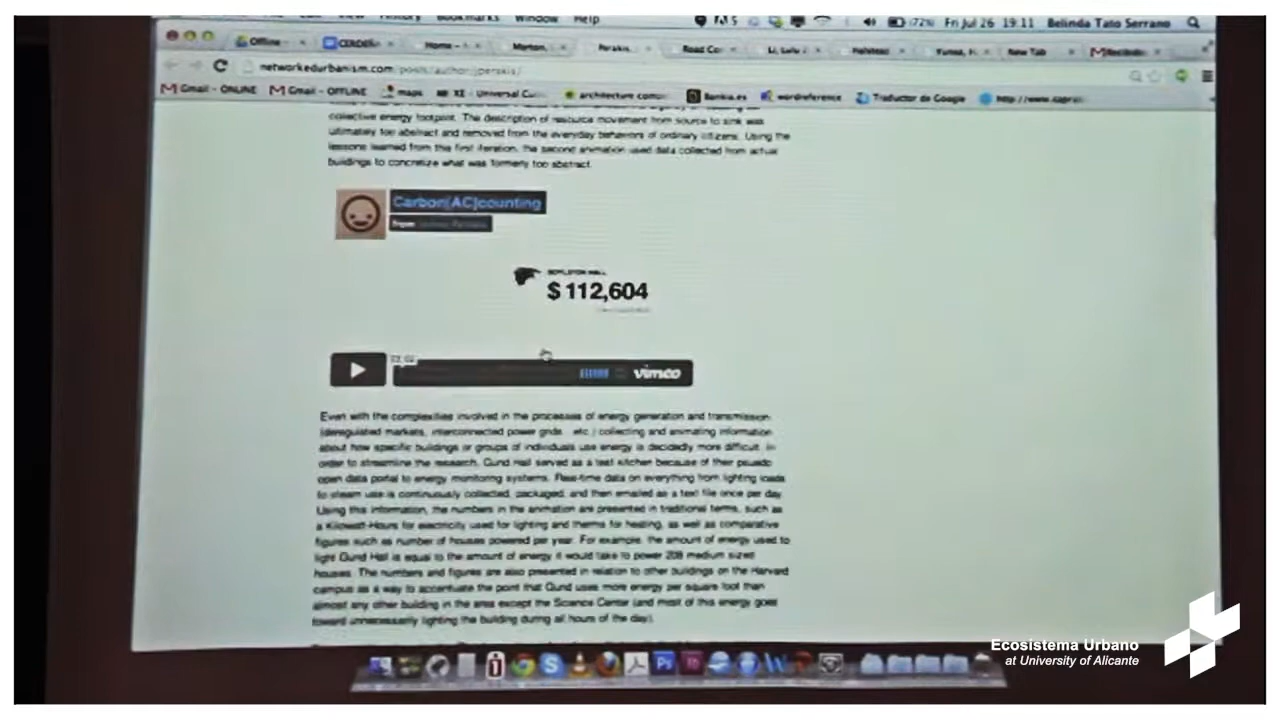 History Bookmarks Window Help
(72%) Fri Jul 26 19:11 Belinda Tato Serrano
Offline
Home
New Tab
networkedurbanism.com/posts/author/jperakis/
Gmail - ONLINE Gmail - OFFLINE maps XE - Universal architecture Bankia.es wordreference Traductor de Google
collective energy footprint. The description of resource movement from source to sink was
ultimately too abstract and removed from the everyday behaviors of ordinary citizens. Using the
lessons learned from this first iteration, the second animation used data collected from actual
buildings to concretize what was formerly too abstract.
Carbon[AC]counting
from
BOYLSTON HALL
$ 112,604
vimeo
Even with the complexities involved in the processes of energy generation and transmission
(deregulated markets, interconnected power grids etc.) collecting and animating information
about how specific buildings or groups of individuals use energy is decidedly more difficult. In
order to streamline the research, Gund Hall served as a test kitchen because of their psuedo
open data portal to energy monitoring systems. Real-time data on everything from lighting loads
to steam use is continuously collected, packaged, and then emailed as a text file once per day.
Using this information, the numbers in the animation are presented in traditional terms, such as
a Kilowatt-Hours for electricity used for lighting and therms for heating, as well as comparative
figures such as number of houses powered per year. For example, the amount of energy used to
light Gund Hall is equal to the amount of energy it would take to power 208 medium sized
houses. The numbers and figures are also presented in relation to other buildings on the Harvard
campus as a way to accentuate the point that Gund uses more energy per square foot than
almost any other building in the area except the Science Center (and most of this energy goes
toward unnecessarily lighting the building during all hours of the day).
Ecosistema Urbano
at University of Alicante